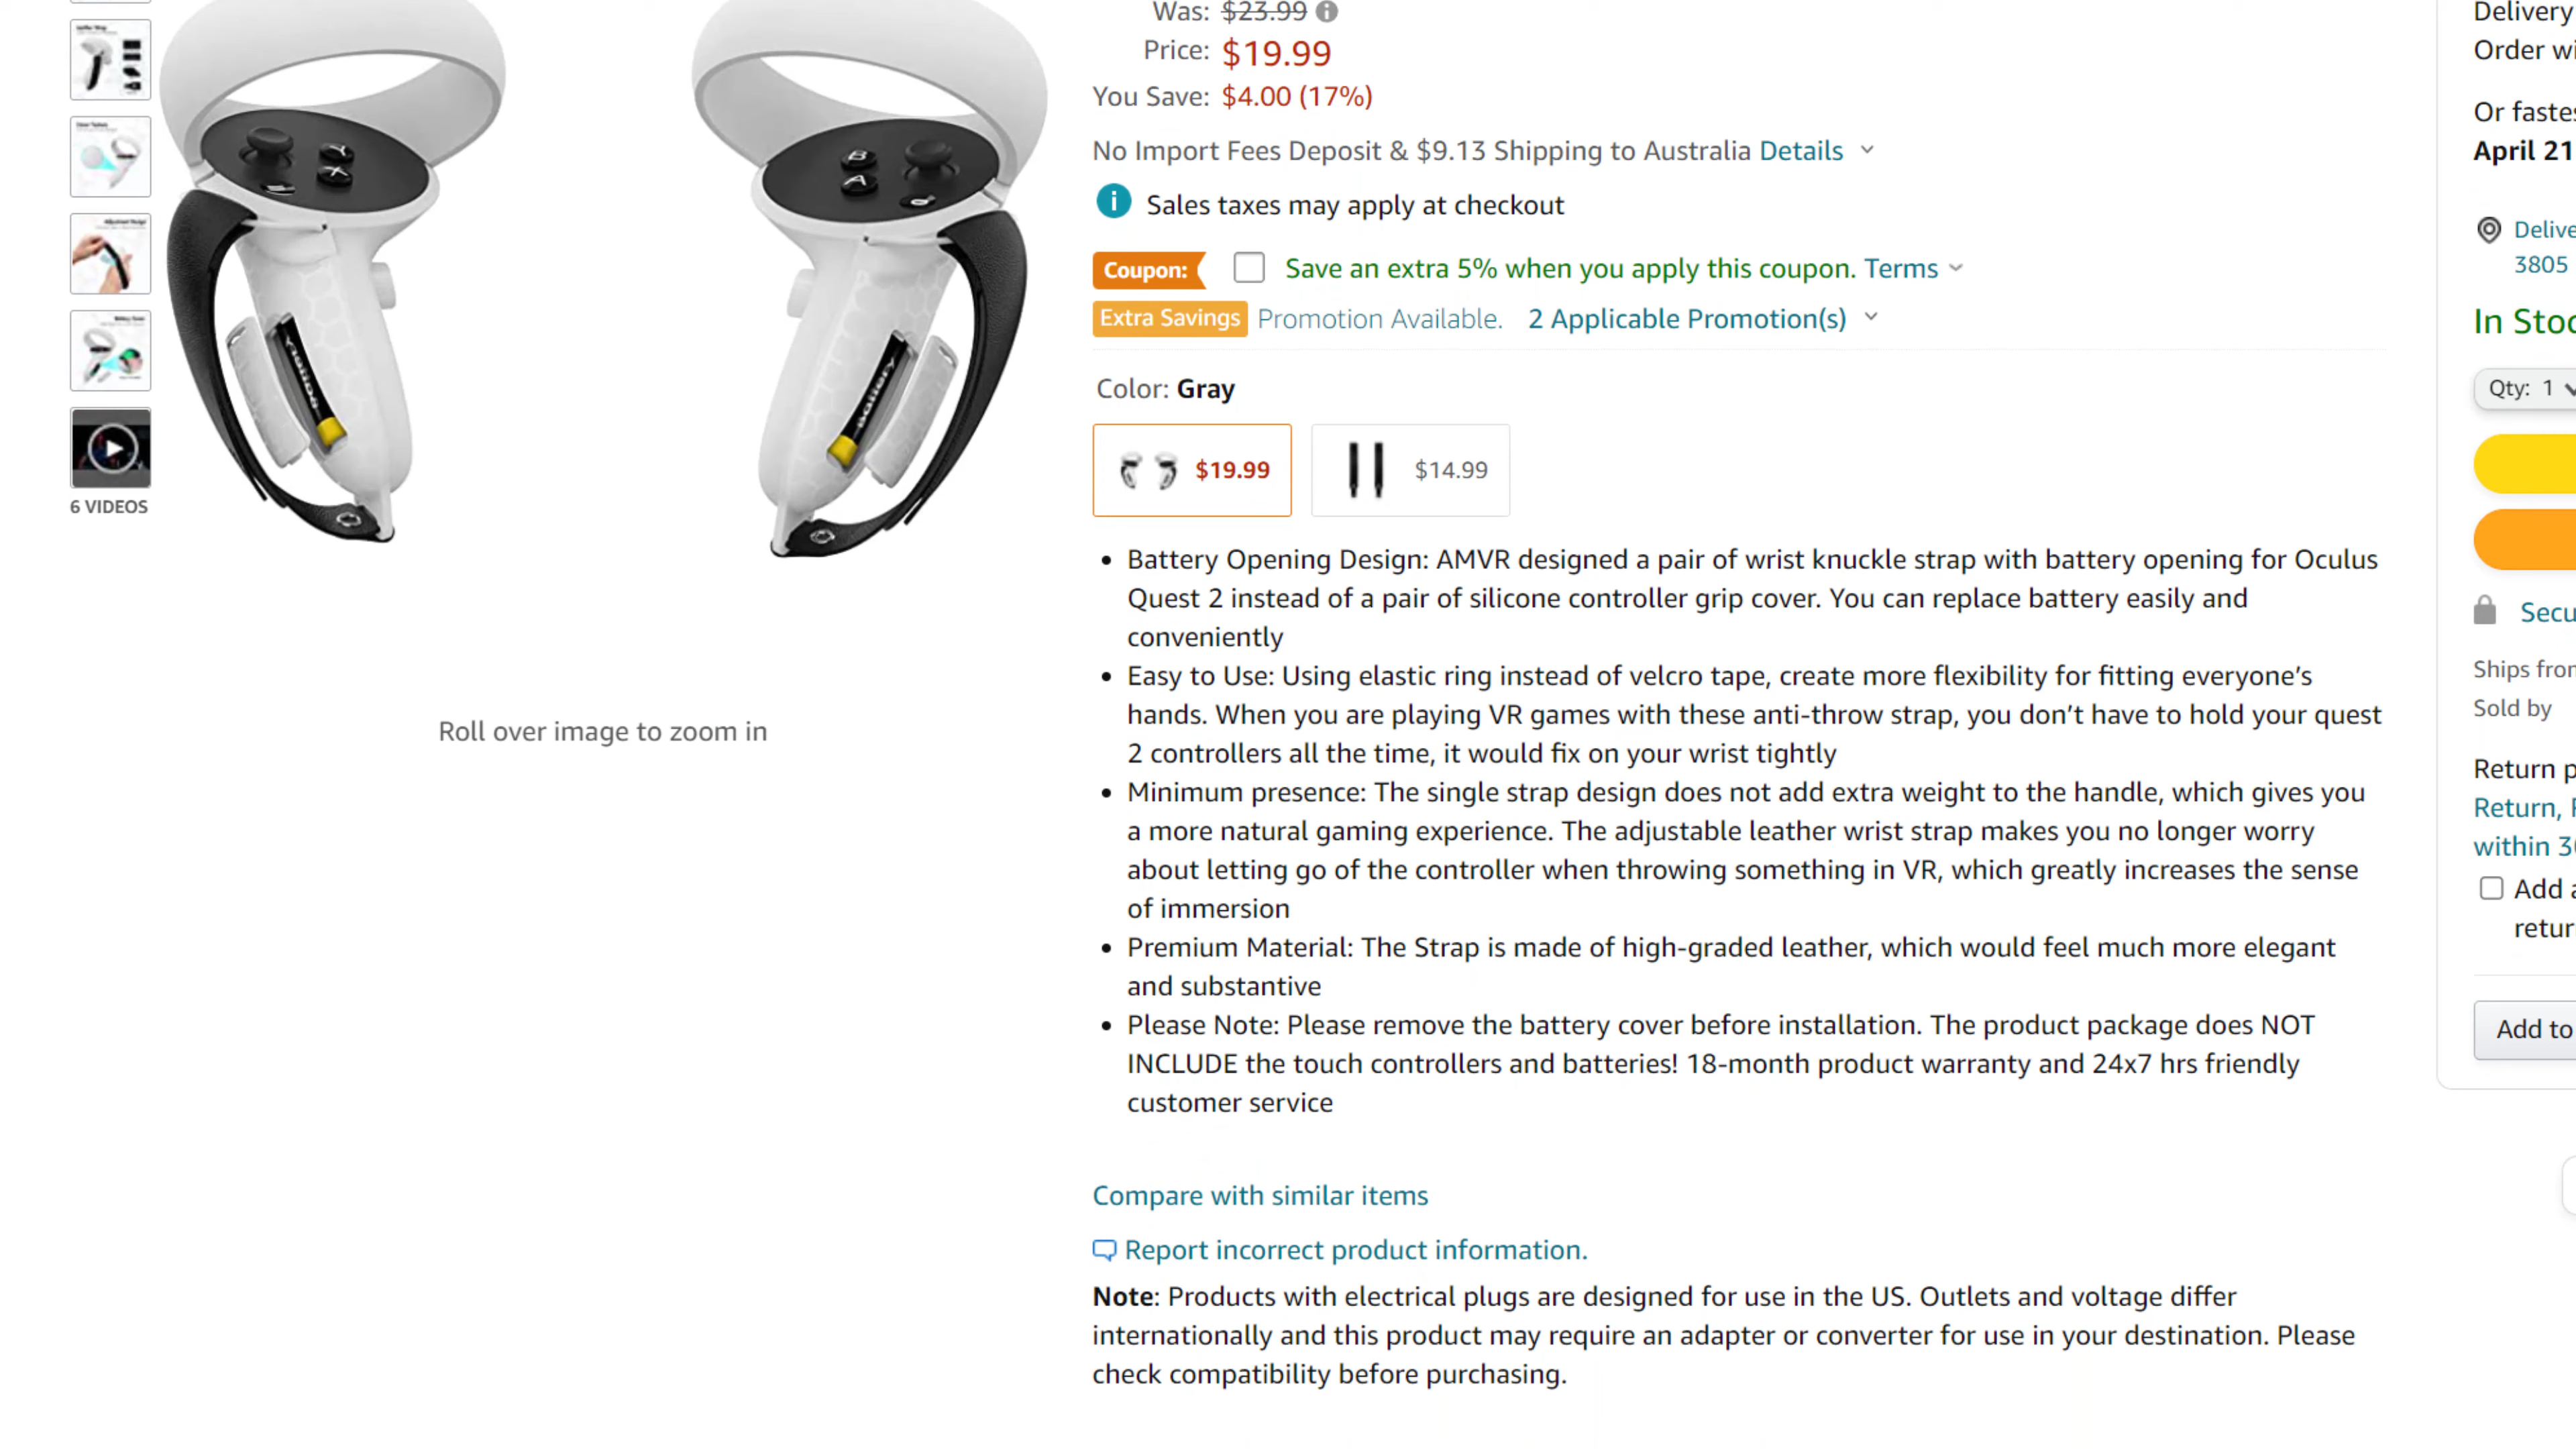 Was: $23.99
Price: $19.99
You Save: $4.00 (17%)
No Import Fees Deposit & $9.13 Shipping to Australia Details
Sales taxes may apply at checkout
Coupon: Save an extra 5% when you apply this coupon. Terms
Extra Savings Promotion Available. 2 Applicable Promotion(s)
Color: Gray
$19.99
$14.99
Battery Opening Design: AMVR designed a pair of wrist knuckle strap with battery opening for Oculus
Quest 2 instead of a pair of silicone controller grip cover. You can replace battery easily and
conveniently
Easy to Use: Using elastic ring instead of velcro tape, create more flexibility for fitting everyone’s
hands. When you are playing VR games with these anti-throw strap, you don’t have to hold your quest
2 controllers all the time, it would fix on your wrist tightly
Minimum presence: The single strap design does not add extra weight to the handle, which gives you
a more natural gaming experience. The adjustable leather wrist strap makes you no longer worry
about letting go of the controller when throwing something in VR, which greatly increases the sense
of immersion
Premium Material: The Strap is made of high-graded leather, which would feel much more elegant
and substantive
Please Note: Please remove the battery cover before installation. The product package does NOT
INCLUDE the touch controllers and batteries! 18-month product warranty and 24x7 hrs friendly
customer service
Compare with similar items
Report incorrect product information.
Note: Products with electrical plugs are designed for use in the US. Outlets and voltage differ
internationally and this product may require an adapter or converter for use in your destination. Please
check compatibility before purchasing.
Y
X
B
A
Battery
Battery
6 VIDEOS
Roll over image to zoom in
Delivery
Order wi
Or fastes
April 21
Delive
3805
In Stoc
Qty: 1
Secu
Ships fron
Sold by
Return p
Return,
within 3
Add a
retur
Add to